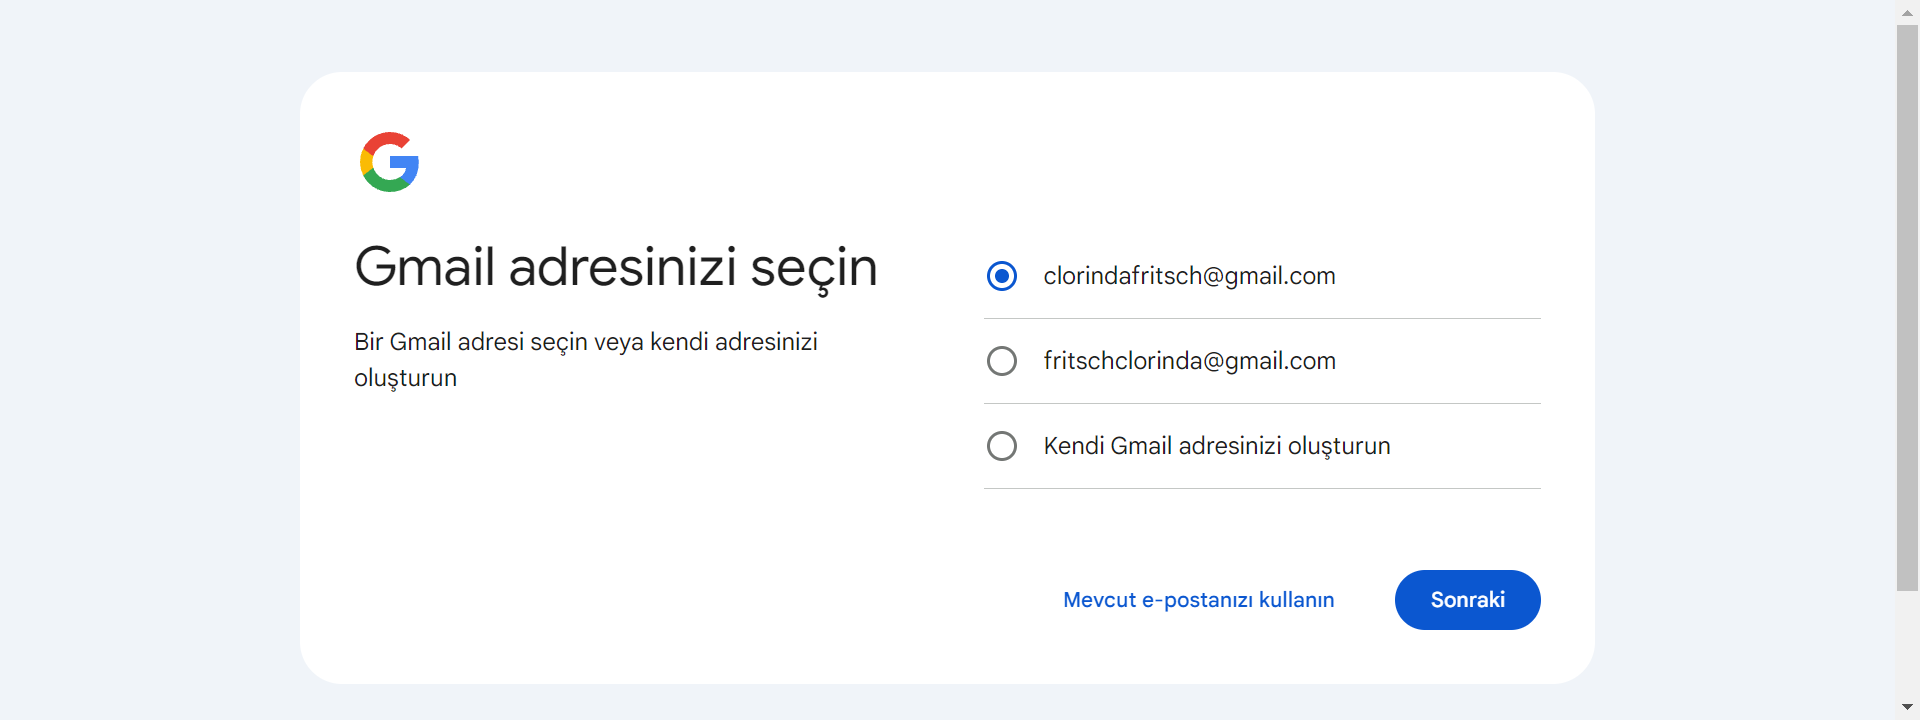 Gmail adresinizi seçin
Bir Gmail adresi seçin veya kendi adresinizi
oluşturun
clorindafritsch@gmail.com
fritschclorinda@gmail.com
Kendi Gmail adresinizi oluşturun
Mevcut e-postanızı kullanın
Sonraki